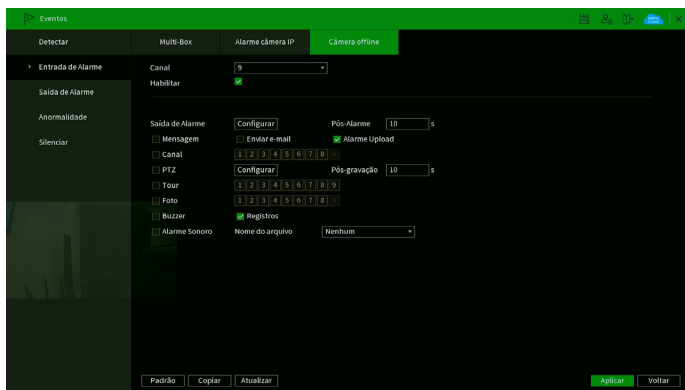 Eventos
Detectar
Multi-Box
Alarme câmera IP
Câmera offline
Entrada de Alarme
Saída de Alarme
Anormalidade
Silenciar
Canal 9
Habilitar
Saída de Alarme Configurar Pós-Alarme 10 s
Mensagem Enviar e-mail Alarme Upload
Canal 1 2 3 4 5 6 7 8 9
PTZ Configurar Pós-gravação 10 s
Tour 1 2 3 4 5 6 7 8 9
Foto 1 2 3 4 5 6 7 8 9
Buzzer Registros
Alarme Sonoro Nome do arquivo Nenhum
Padrão Copiar Atualizar Aplicar Voltar